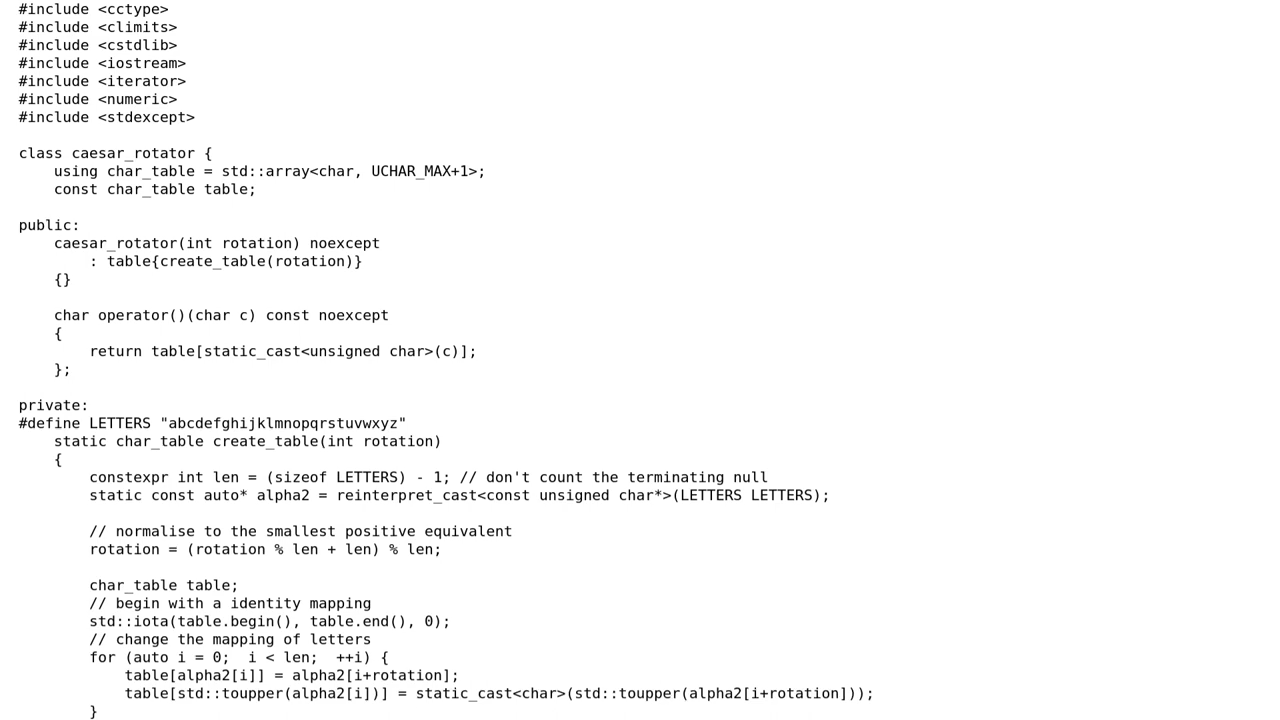 #include <cctype>
#include <climits>
#include <cstdlib>
#include <iostream>
#include <iterator>
#include <numeric>
#include <stdexcept>

class caesar_rotator {
    using char_table = std::array<char, UCHAR_MAX+1>;
    const char_table table;

public:
    caesar_rotator(int rotation) noexcept
        : table{create_table(rotation)}
    {}

    char operator()(char c) const noexcept
    {
        return table[static_cast<unsigned char>(c)];
    };

private:
#define LETTERS "abcdefghijklmnopqrstuvwxyz"
    static char_table create_table(int rotation)
    {
        constexpr int len = (sizeof LETTERS) - 1; // don't count the terminating null
        static const auto* alpha2 = reinterpret_cast<const unsigned char*>(LETTERS LETTERS);

        // normalise to the smallest positive equivalent
        rotation = (rotation % len + len) % len;

        char_table table;
        // begin with a identity mapping
        std::iota(table.begin(), table.end(), 0);
        // change the mapping of letters
        for (auto i = 0;  i < len;  ++i) {
            table[alpha2[i]] = alpha2[i+rotation];
            table[std::toupper(alpha2[i])] = static_cast<char>(std::toupper(alpha2[i+rotation]));
        }